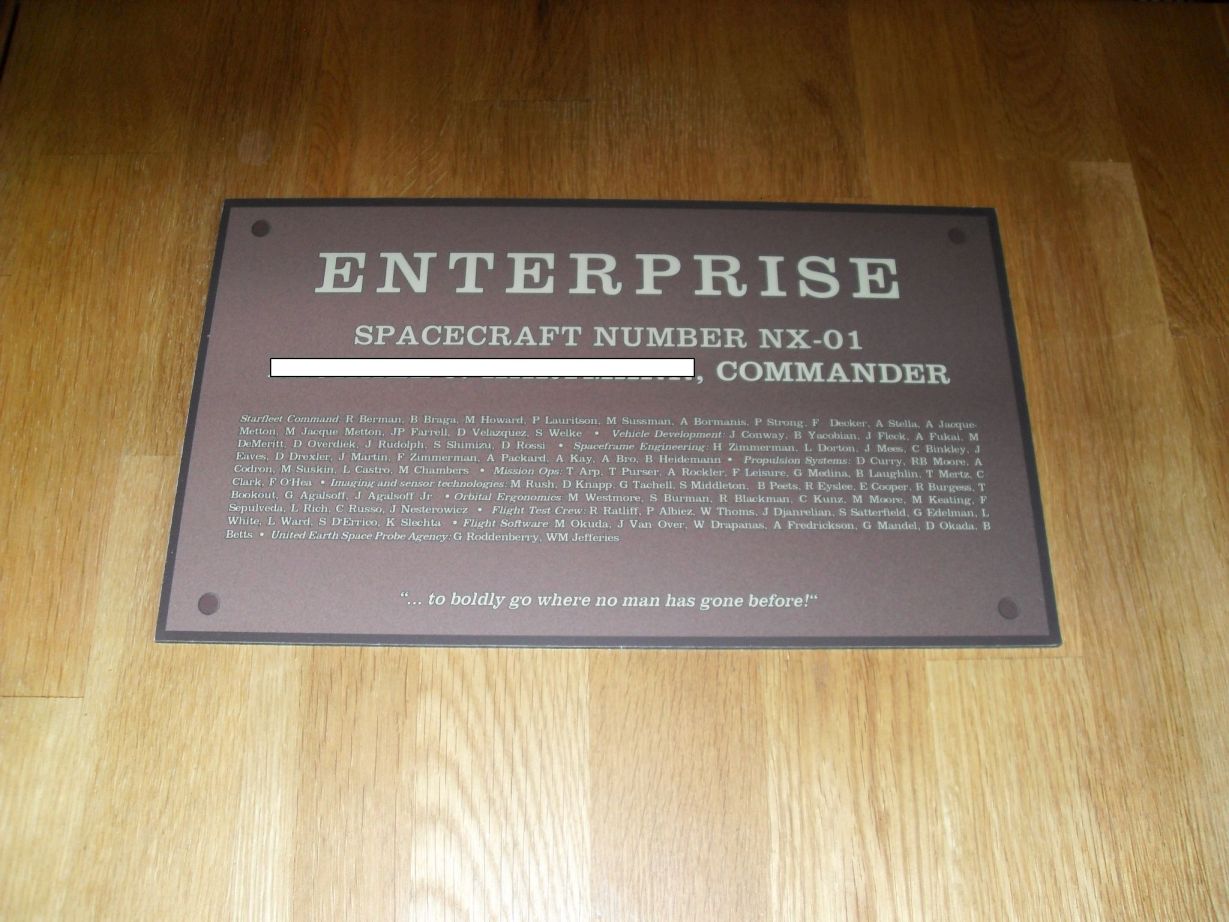 ENTERPRISE
SPACECRAFT NUMBER NX-01
, COMMANDER
Starfleet Command: R Berman, B Braga, M Howard, P Lauritson, M Sussman, A Bormanis, P Strong, F Decker, A Stella, A Jacque-
Metton, M Jacque Metton, JP Farrell, D Velazquez, S Welke • Vehicle Development: J Conway, B Yacobian, J Fleck, A Fukai, M
DeMeritt, D Overdiek, J Rudolph, S Shimizu, D Rossi • Spaceframe Engineering: H Zimmerman, L Dorton, J Mees, C Binkley, J
Eaves, D Drexler, J Martin, F Zimmerman, A Packard, A Kay, A Bro, B Heidemann • Propulsion Systems: D Curry, RB Moore, A
Codron, M Suskin, L Castro, M Chambers • Mission Ops: T Arp, T Purser, A Rockler, F Leisure, G Medina, B Laughlin, T Mertz, C
Clark, F O'Hea • Imaging and sensor technologies: M Rush, D Knapp, G Tachell, S Middleton, B Peets, R Eyslee, E Cooper, R Burgess, T
Bookout, G Agalsoff, J Agalsoff Jr • Orbital Ergonomics M Westmore, S Burman, R Blackman, C Kunz, M Moore, M Keating, F
Sepulveda, L Rich, C Russo, J Nesterowicz • Flight Test Crew: R Ratliff, P Albiez, W Thoms, J Djanrelian, S Satterfield, G Edelman, L
White, L Ward, S D'Errico, K Slechta • Flight Software M Okuda, J Van Over, W Drapanas, A Fredrickson, G Mandel, D Okada, B
Betts • United Earth Space Probe Agency: G Roddenberry, WM Jefferies
“... to boldly go where no man has gone before!“